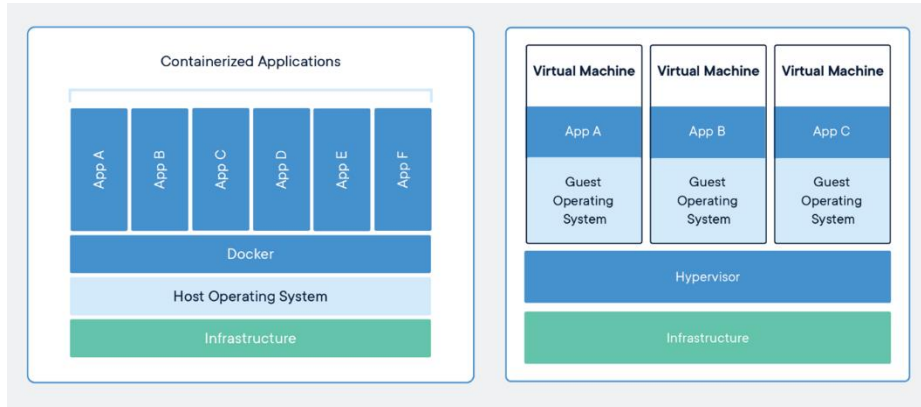 Containerized Applications
App A
App B
App C
App D
App E
App F
Docker
Host Operating System
Infrastructure
Virtual Machine
App A
Guest
Operating
System
Virtual Machine
App B
Guest
Operating
System
Virtual Machine
App C
Guest
Operating
System
Hypervisor
Infrastructure